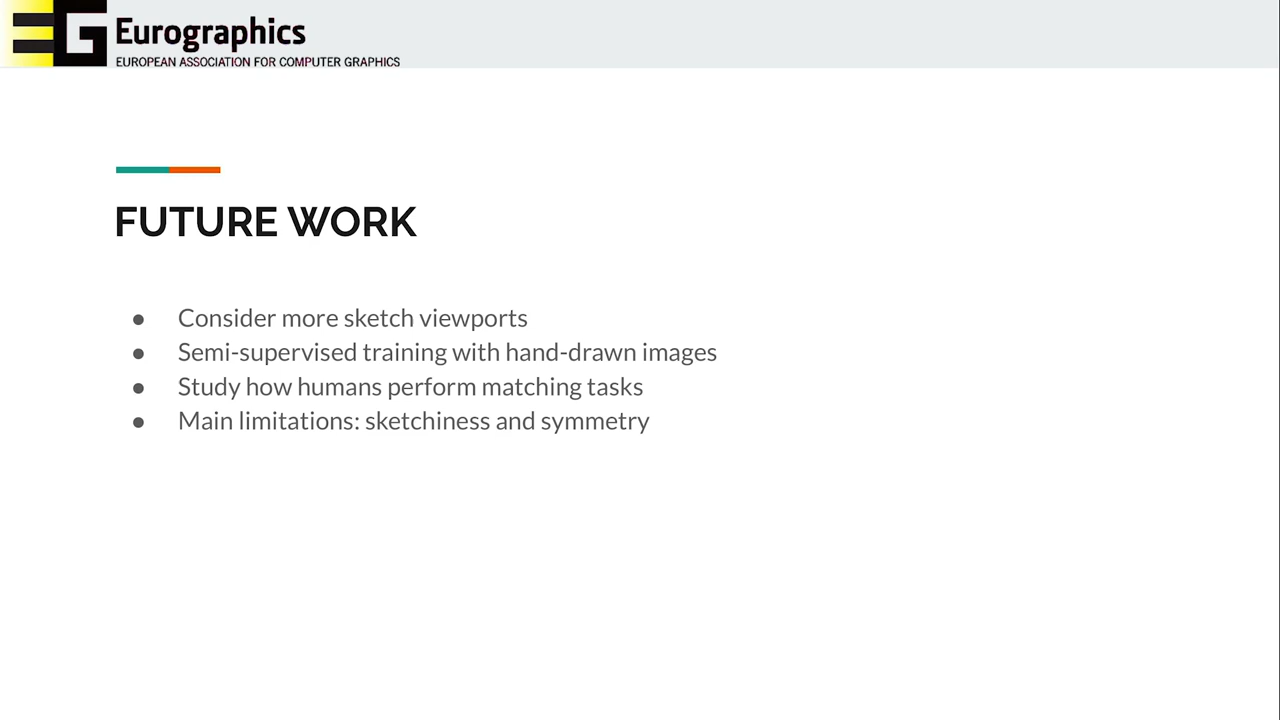 EG Eurographics
EUROPEAN ASSOCIATION FOR COMPUTER GRAPHICS
FUTURE WORK
● Consider more sketch viewports
● Semi-supervised training with hand-drawn images
● Study how humans perform matching tasks
● Main limitations: sketchiness and symmetry